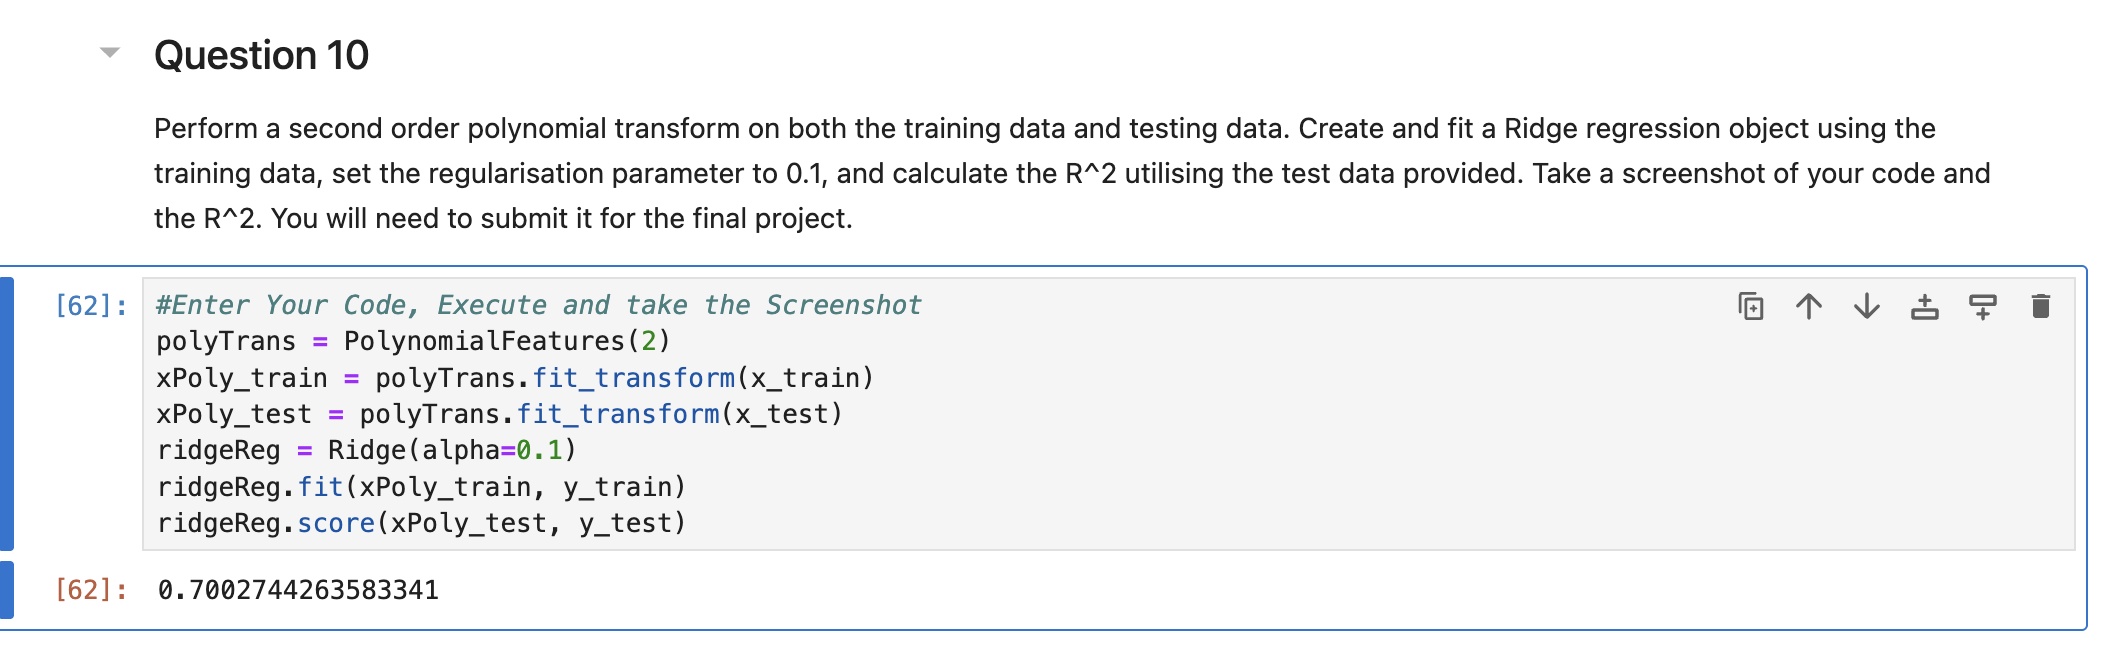 Question 10
Perform a second order polynomial transform on both the training data and testing data. Create and fit a Ridge regression object using the
training data, set the regularisation parameter to 0.1, and calculate the R^2 utilising the test data provided. Take a screenshot of your code and
the R^2. You will need to submit it for the final project.
[62]: #Enter Your Code, Execute and take the Screenshot
polyTrans = PolynomialFeatures(2)
xPoly_train = polyTrans.fit_transform(x_train)
xPoly_test = polyTrans.fit_transform(x_test)
ridgeReg = Ridge(alpha=0.1)
ridgeReg.fit(xPoly_train, y_train)
ridgeReg.score(xPoly_test, y_test)
[62]: 0.7002744263583341